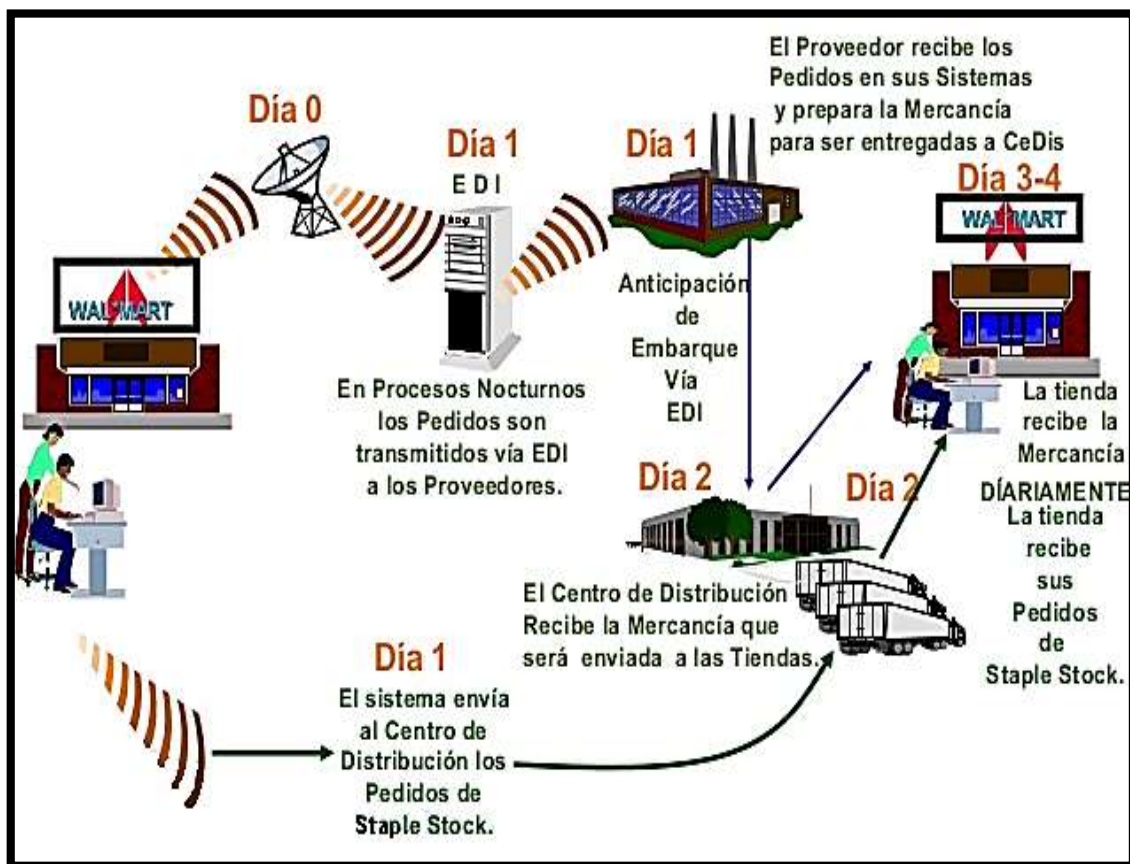 Día 0
WAL*MART
Día 1
E D I
En Procesos Nocturnos
los Pedidos son
transmitidos vía EDI
a los Proveedores.
Día 1
El Proveedor recibe los
Pedidos en sus Sistemas
y prepara la Mercancía
para ser entregadas a CeDis
Anticipación
de
Embarque
Vía
EDI
Día 3-4
WAL*MART
La tienda
recibe la
Mercancía
DÍARIAMENTE
La tienda
recibe
sus
Pedidos
de
Staple Stock.
Día 2
Día 2
El Centro de Distribución
Recibe la Mercancía que
será enviada a las Tiendas.
Día 1
El sistema envía
al Centro de
Distribución los
Pedidos de
Staple Stock.